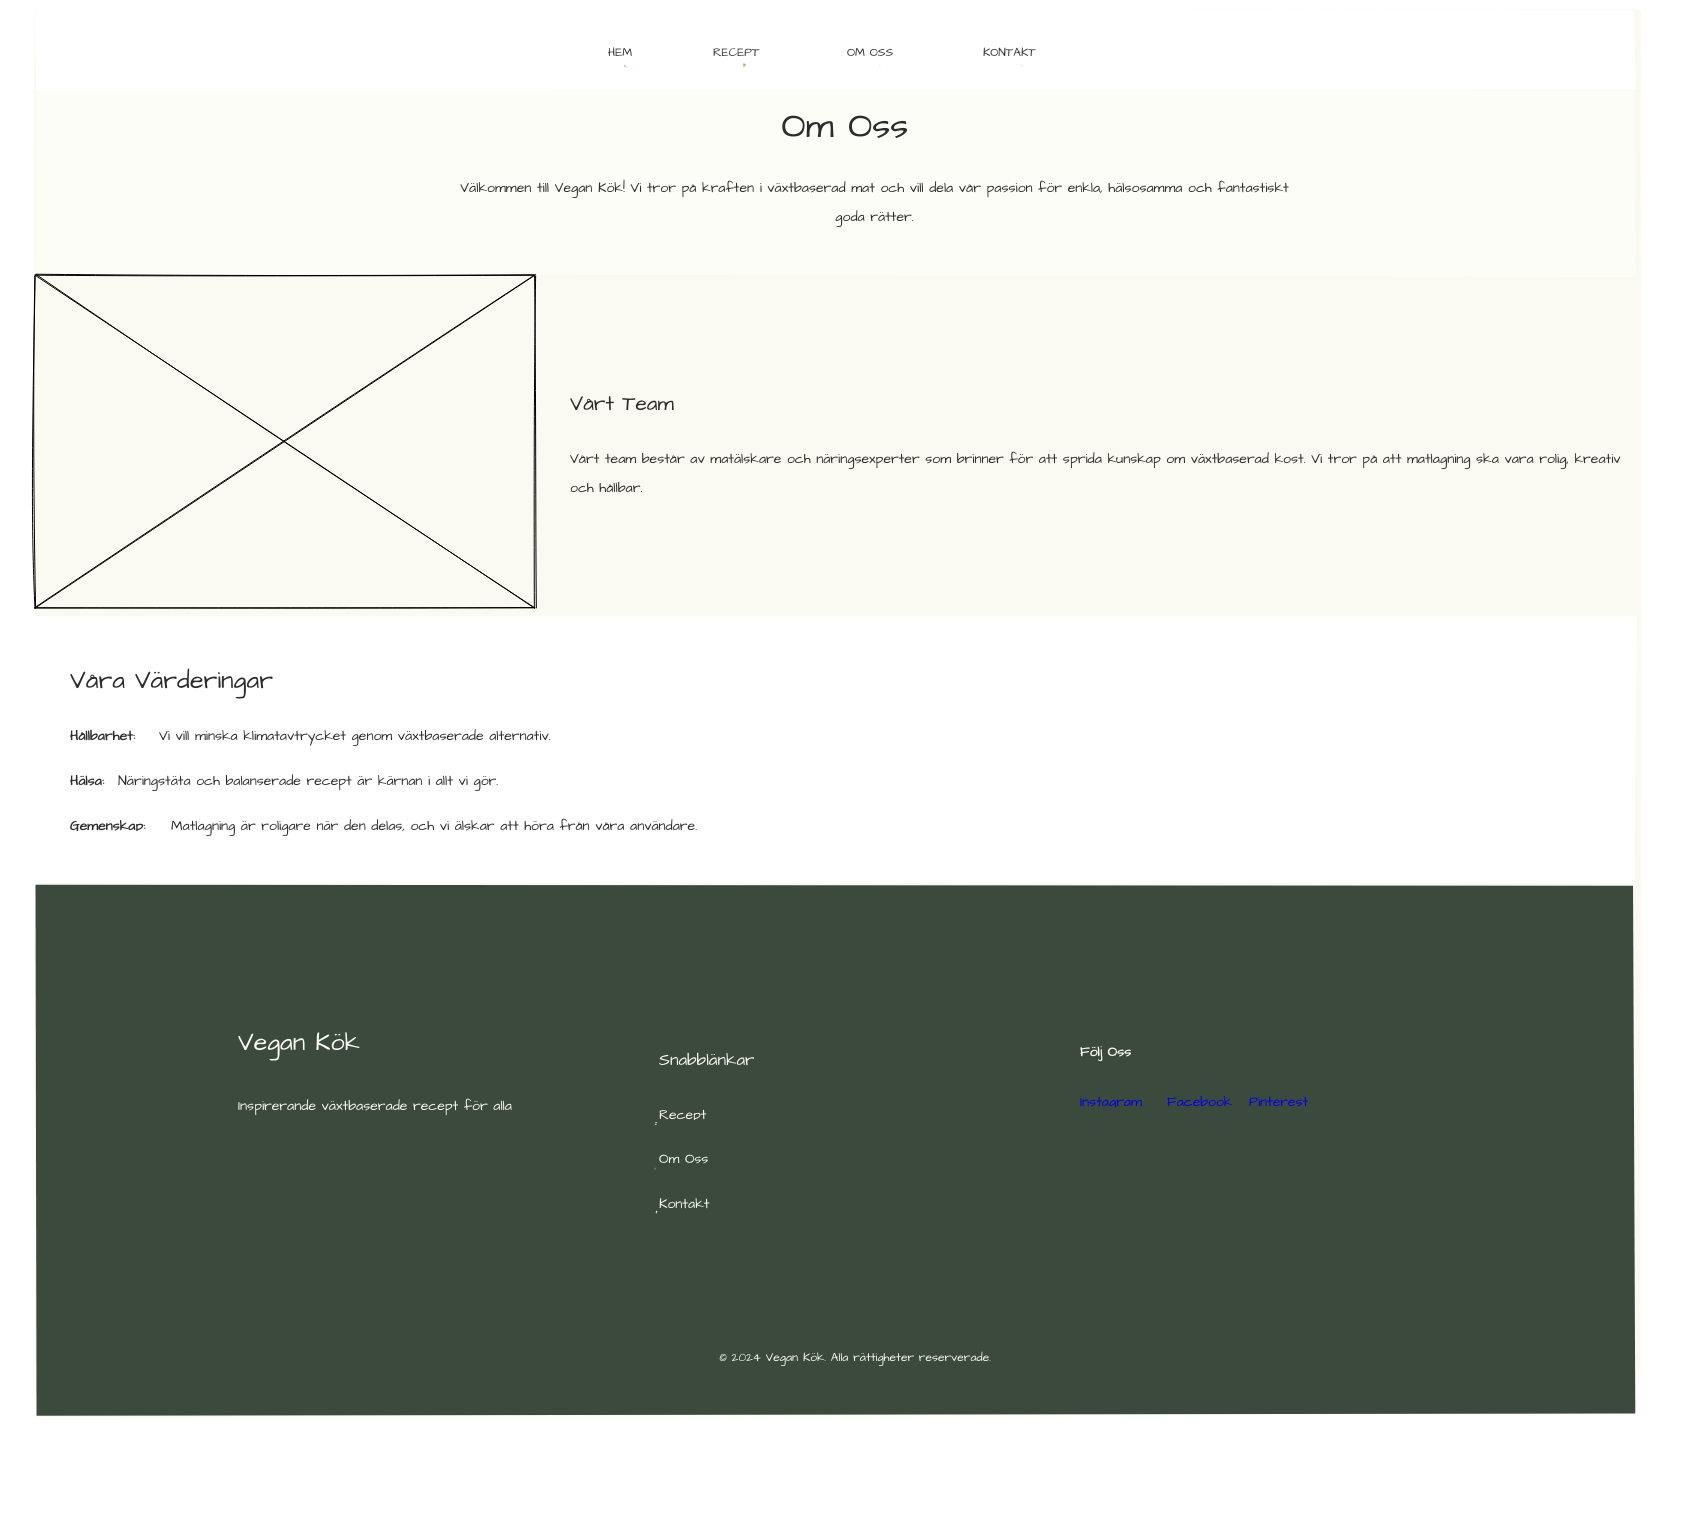 HEM RECEPT OM OSS KONTAKT
Om Oss
Välkommen till Vegan Kök! Vi tror på kraften i växtbaserad mat och vill dela vår passion för enkla, hälsosamma och fantastiskt
goda rätter.
Vårt Team
Vårt team består av matälskare och näringsexperter som brinner för att sprida kunskap om växtbaserad kost. Vi tror på att matlagning ska vara rolig, kreativ
och hållbar.
Våra Värderingar
Hållbarhet: Vi vill minska klimatavtrycket genom växtbaserade alternativ.
Hälsa: Näringstäta och balanserade recept är kärnan i allt vi gör.
Gemenskap: Matlagning är roligare när den delas, och vi älskar att höra från våra användare.
Vegan Kök
Inspirerande växtbaserade recept för alla
Snabblänkar
Recept
Om Oss
Kontakt
Följ Oss
Instagram Facebook Pinterest
© 2024 Vegan Kök. Alla rättigheter reserverade.